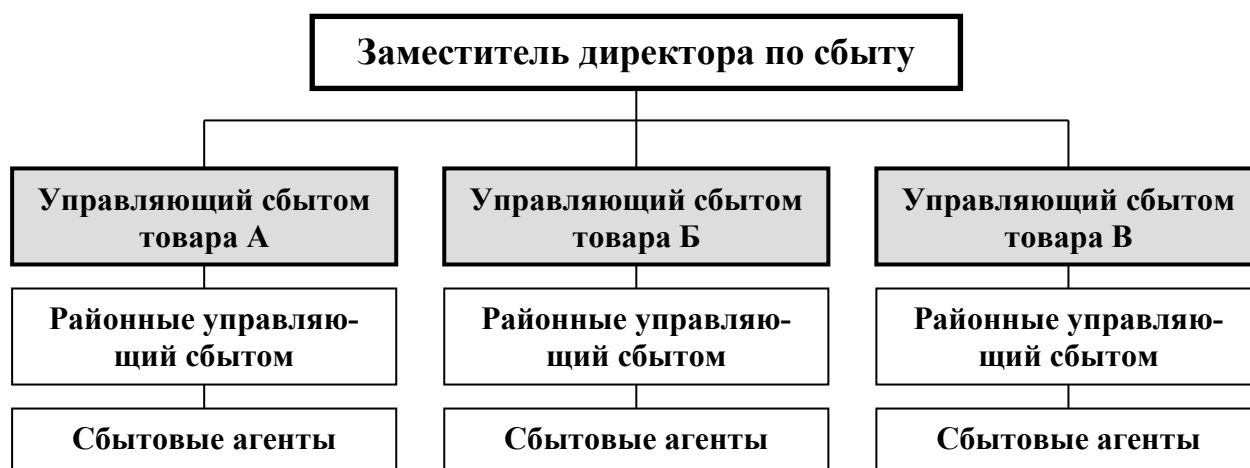 Заместитель директора по сбыту
Управляющий сбытом
товара А
Управляющий сбытом
товара Б
Управляющий сбытом
товара В
Районные управляю-
щий сбытом
Районные управляю-
щий сбытом
Районные управляю-
щий сбытом
Сбытовые агенты
Сбытовые агенты
Сбытовые агенты